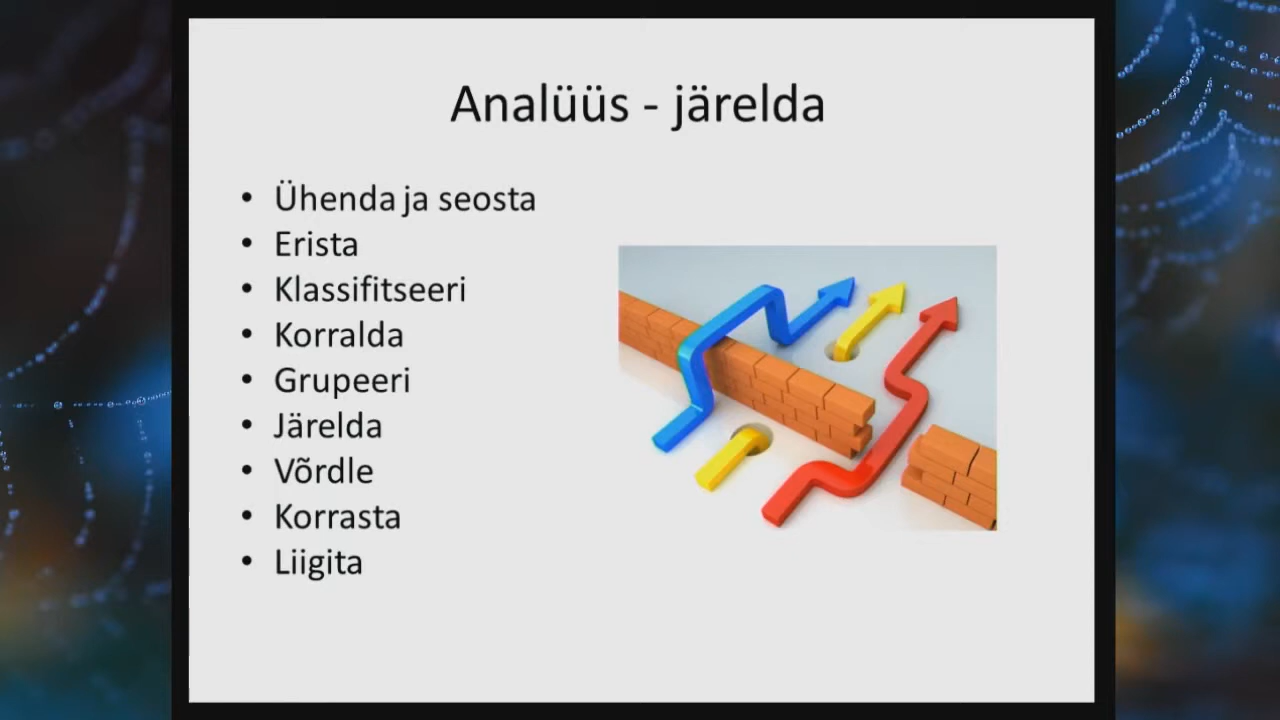 Analüüs - järelda
• Ühenda ja seosta
• Erista
• Klassifitseeri
• Korralda
• Grupeeri
• Järelda
• Võrdle
• Korrasta
• Liigita